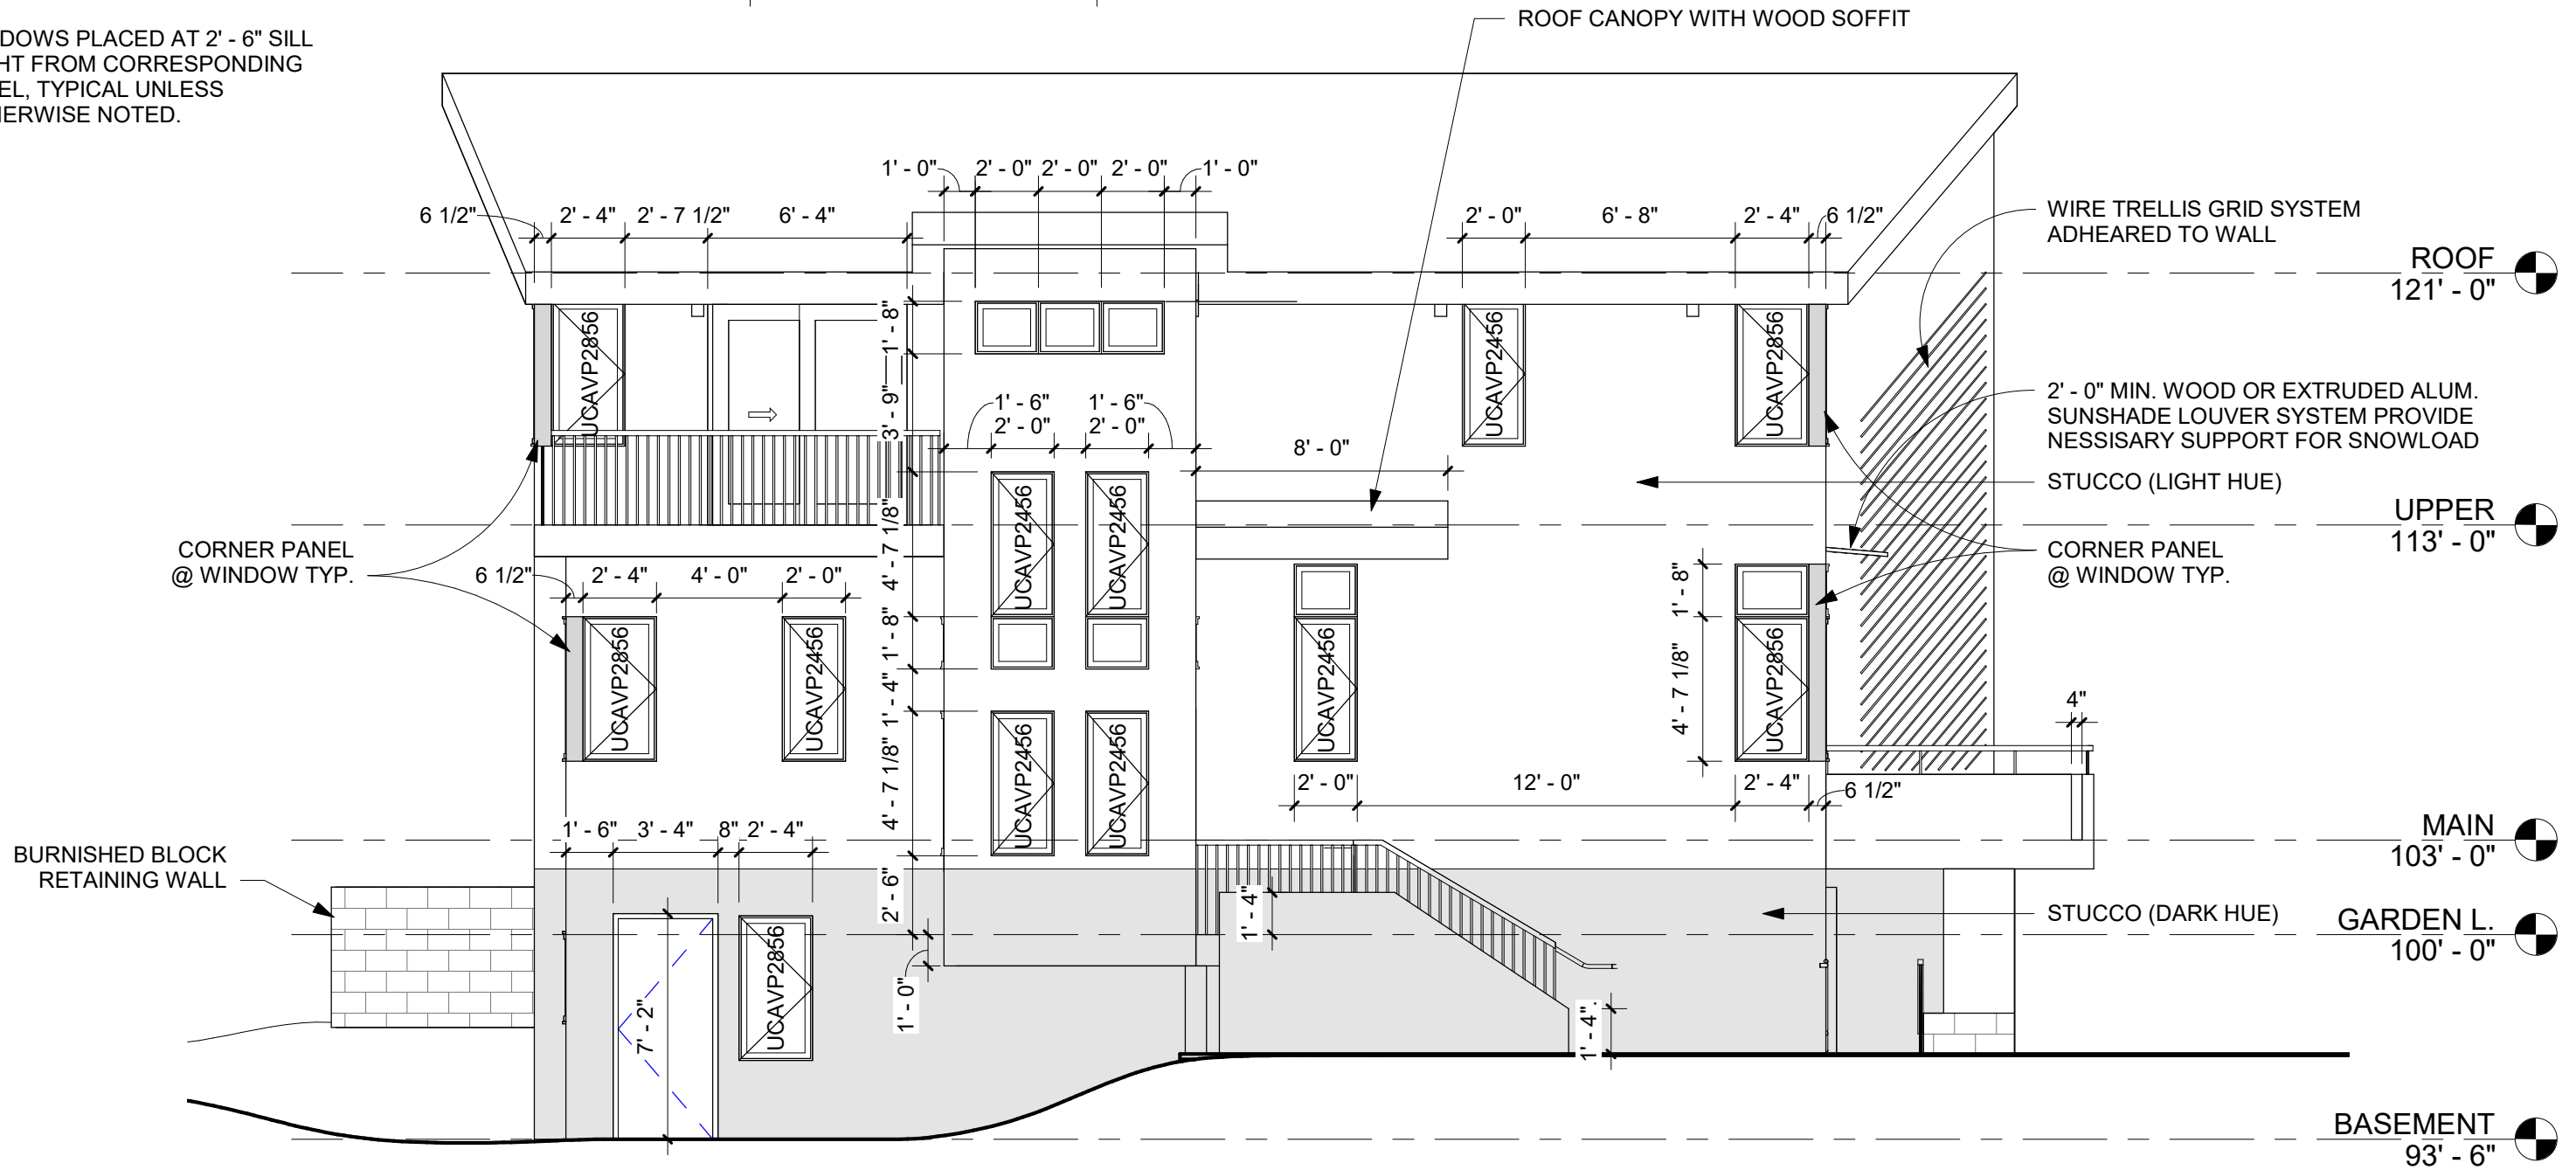 DOWS PLACED AT 2' - 6" SILL
HT FROM CORRESPONDING
EL, TYPICAL UNLESS
ERWISE NOTED.
ROOF CANOPY WITH WOOD SOFFIT
1' - 0" 2' - 0" 2' - 0" 2' - 0" 1' - 0"
6 1/2" 2' - 4" 2' - 7 1/2" 6' - 4"
2' - 0" 6' - 8" 2' - 4" 6 1/2"
WIRE TRELLIS GRID SYSTEM
ADHEARED TO WALL
ROOF
121' - 0"
UCAVP2856
1' - 8"
UCAVP2456
UCAVP2856
3' - 9"
1' - 6" 1' - 6"
2' - 0" 2' - 0"
8' - 0"
2' - 0" MIN. WOOD OR EXTRUDED ALUM.
SUNSHADE LOUVER SYSTEM PROVIDE
NESSISARY SUPPORT FOR SNOWLOAD
STUCCO (LIGHT HUE)
UPPER
113' - 0"
4' - 7 1/8"
UCAVP2456
UCAVP2456
CORNER PANEL
@ WINDOW TYP.
CORNER PANEL
@ WINDOW TYP.
6 1/2" 2' - 4" 4' - 0" 2' - 0"
1' - 8"
1' - 8"
UCAVP2856
UCAVP2456
UCAVP2456
UCAVP2856
4' - 7 1/8"
1' - 4"
4' - 7 1/8"
UCAVP2456
UCAVP2456
4"
2' - 0" 12' - 0" 2' - 4" 6 1/2"
1' - 6" 3' - 4" 8" 2' - 4"
MAIN
103' - 0"
BURNISHED BLOCK
RETAINING WALL
2' - 6"
1' - 4"
STUCCO (DARK HUE)
GARDEN L.
100' - 0"
7' - 2"
UCAVP2856
1' - 0"
1' - 4"
BASEMENT
93' - 6"